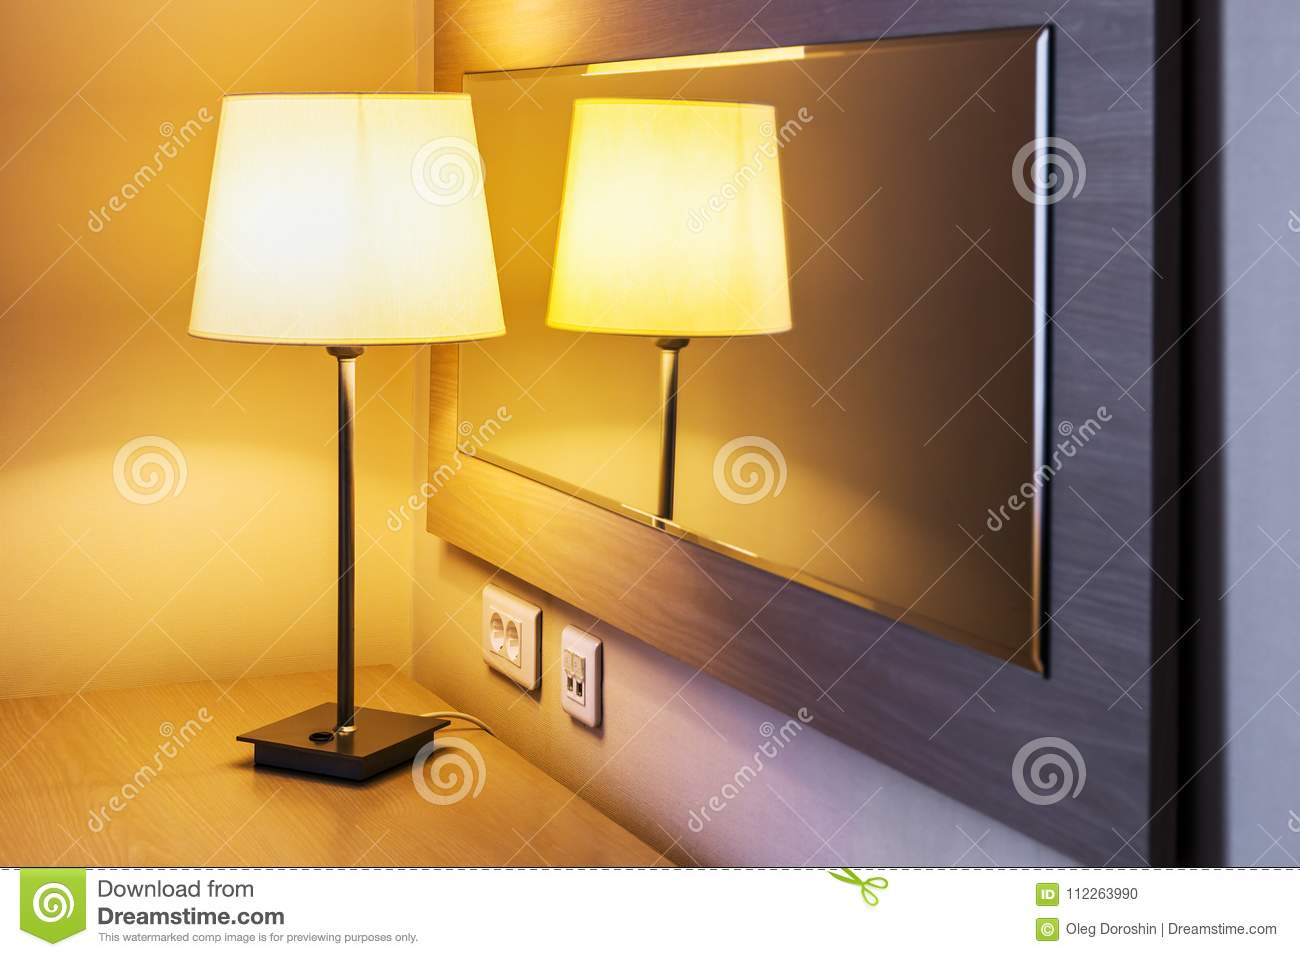 dreamstime
dreamstime
dreamstime
dreamstime
dreamstime
dreamstime
Download from
Dreamstime.com
This watermarked comp image is for previewing purposes only.
ID 112263990
© Oleg Doroshin | Dreamstime.com